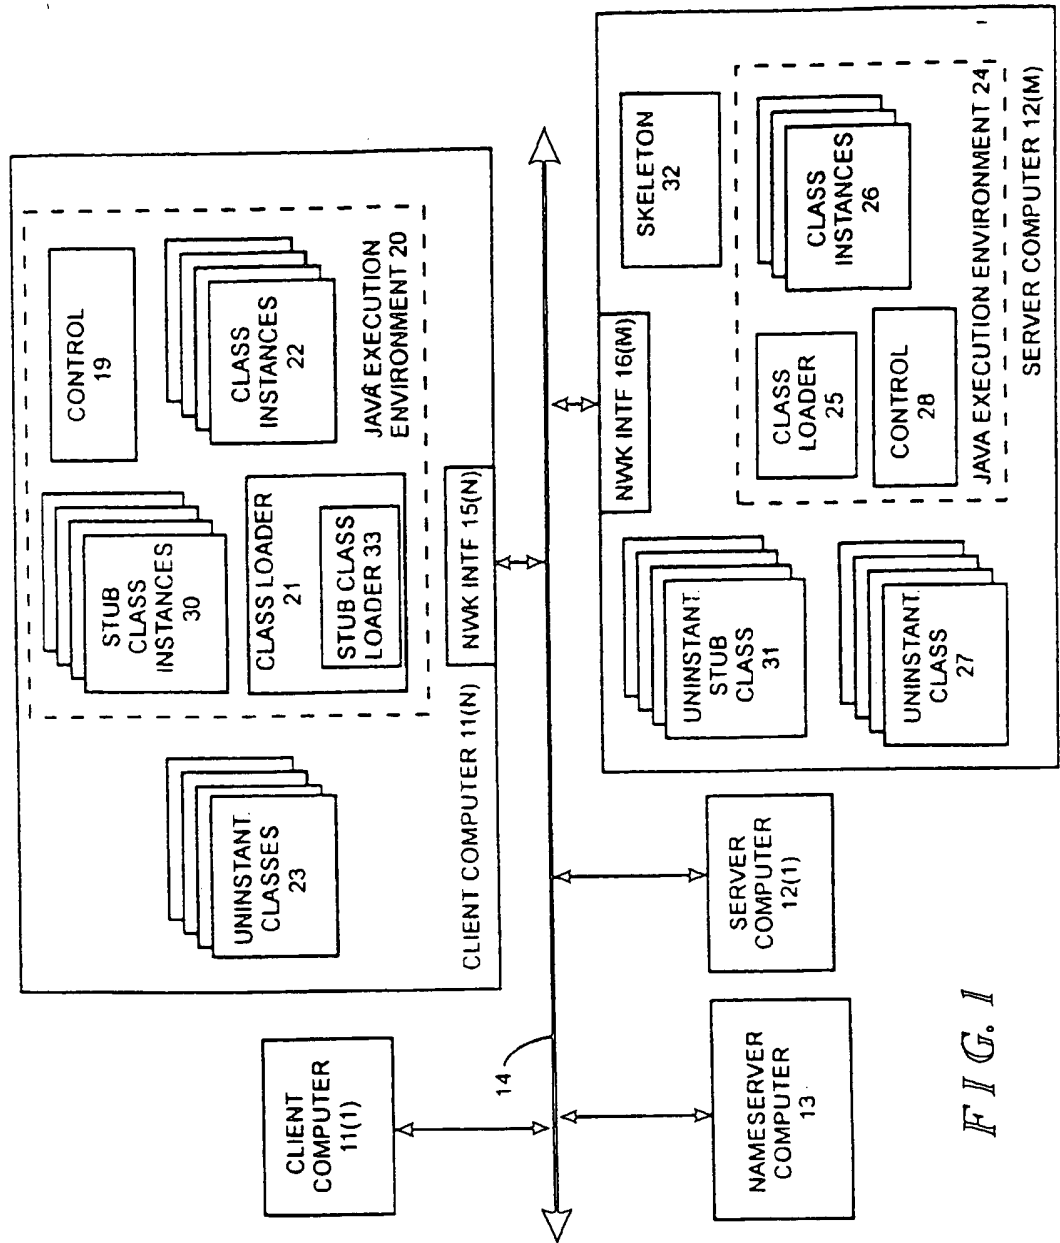 CLIENT
COMPUTER
11(1)
UNINSTANT.
CLASSES
23
STUB
CLASS
INSTANCES
30
CONTROL
19
CLASS LOADER
21
STUB CLASS
LOADER 33
CLASS
INSTANCES
22
JAVA EXECUTION
ENVIRONMENT 20
CLIENT COMPUTER 11(N)
NWK INTF 15(N)
14
NAMESERVER
COMPUTER
13
SERVER
COMPUTER
12(1)
NWK INTF 16(M)
SKELETON
32
UNINSTANT.
STUB
CLASS
31
UNINSTANT.
CLASS
27
CLASS
LOADER
25
CONTROL
28
CLASS
INSTANCES
26
JAVA EXECUTION ENVIRONMENT 24
SERVER COMPUTER 12(M)
FIG. 1